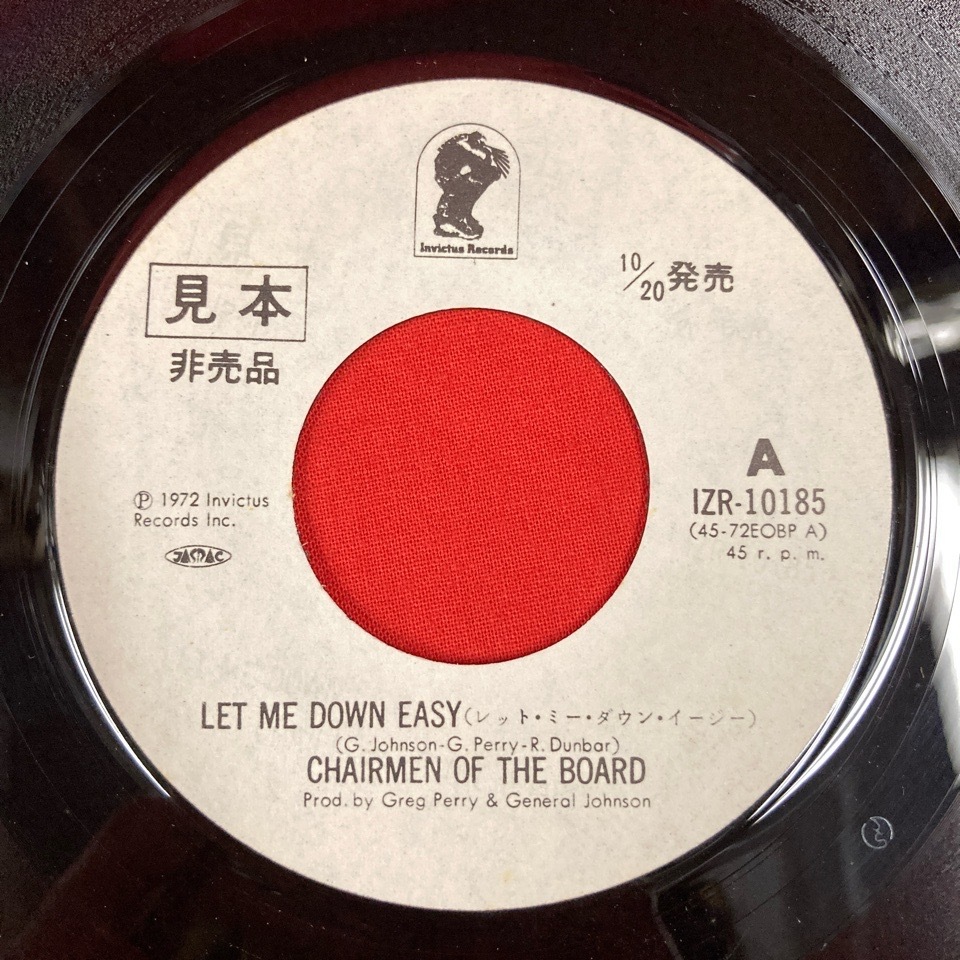 Invictus Records
見本
非売品
10/20発売
℗ 1972 Invictus
Records Inc.
JASRAC
A
IZR-10185
(45-72EOBP A)
45 r. p. m.
LET ME DOWN EASY(レット・ミー・ダウン・イージー)
(G. Johnson-G. Perry-R. Dunbar)
CHAIRMEN OF THE BOARD
Prod. by Greg Perry & General Johnson